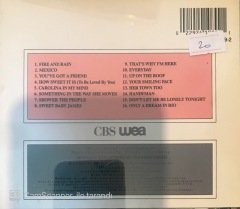 20
1. FIRE AND RAIN
2. MEXICO
3. YOU'VE GOT A FRIEND
4. HOW SWEET IT IS (To Be Loved By You)
5. CAROLINA IN MY MIND
6. SOMETHING IN THE WAY SHE MOVES
7. SHOWER THE PEOPLE
8. SWEET BABY JAMES
9. THAT'S WHY I'M HERE
10. EVERYDAY
11. UP ON THE ROOF
12. YOUR SMILING FACE
13. HER TOWN TOO
14. HANDYMAN
15. DON'T LET ME BE LONELY TONIGHT
16. ONLY A DREAM IN RIO
CBS wea
CamScanner ile tarandı